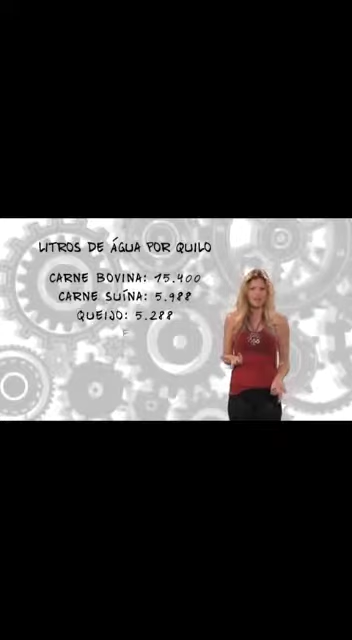 LITROS DE ÁGUA POR QUILO
CARNE BOVINA: 15.400
CARNE SUÍNA: 5.988
QUEIJO: 5.288
E